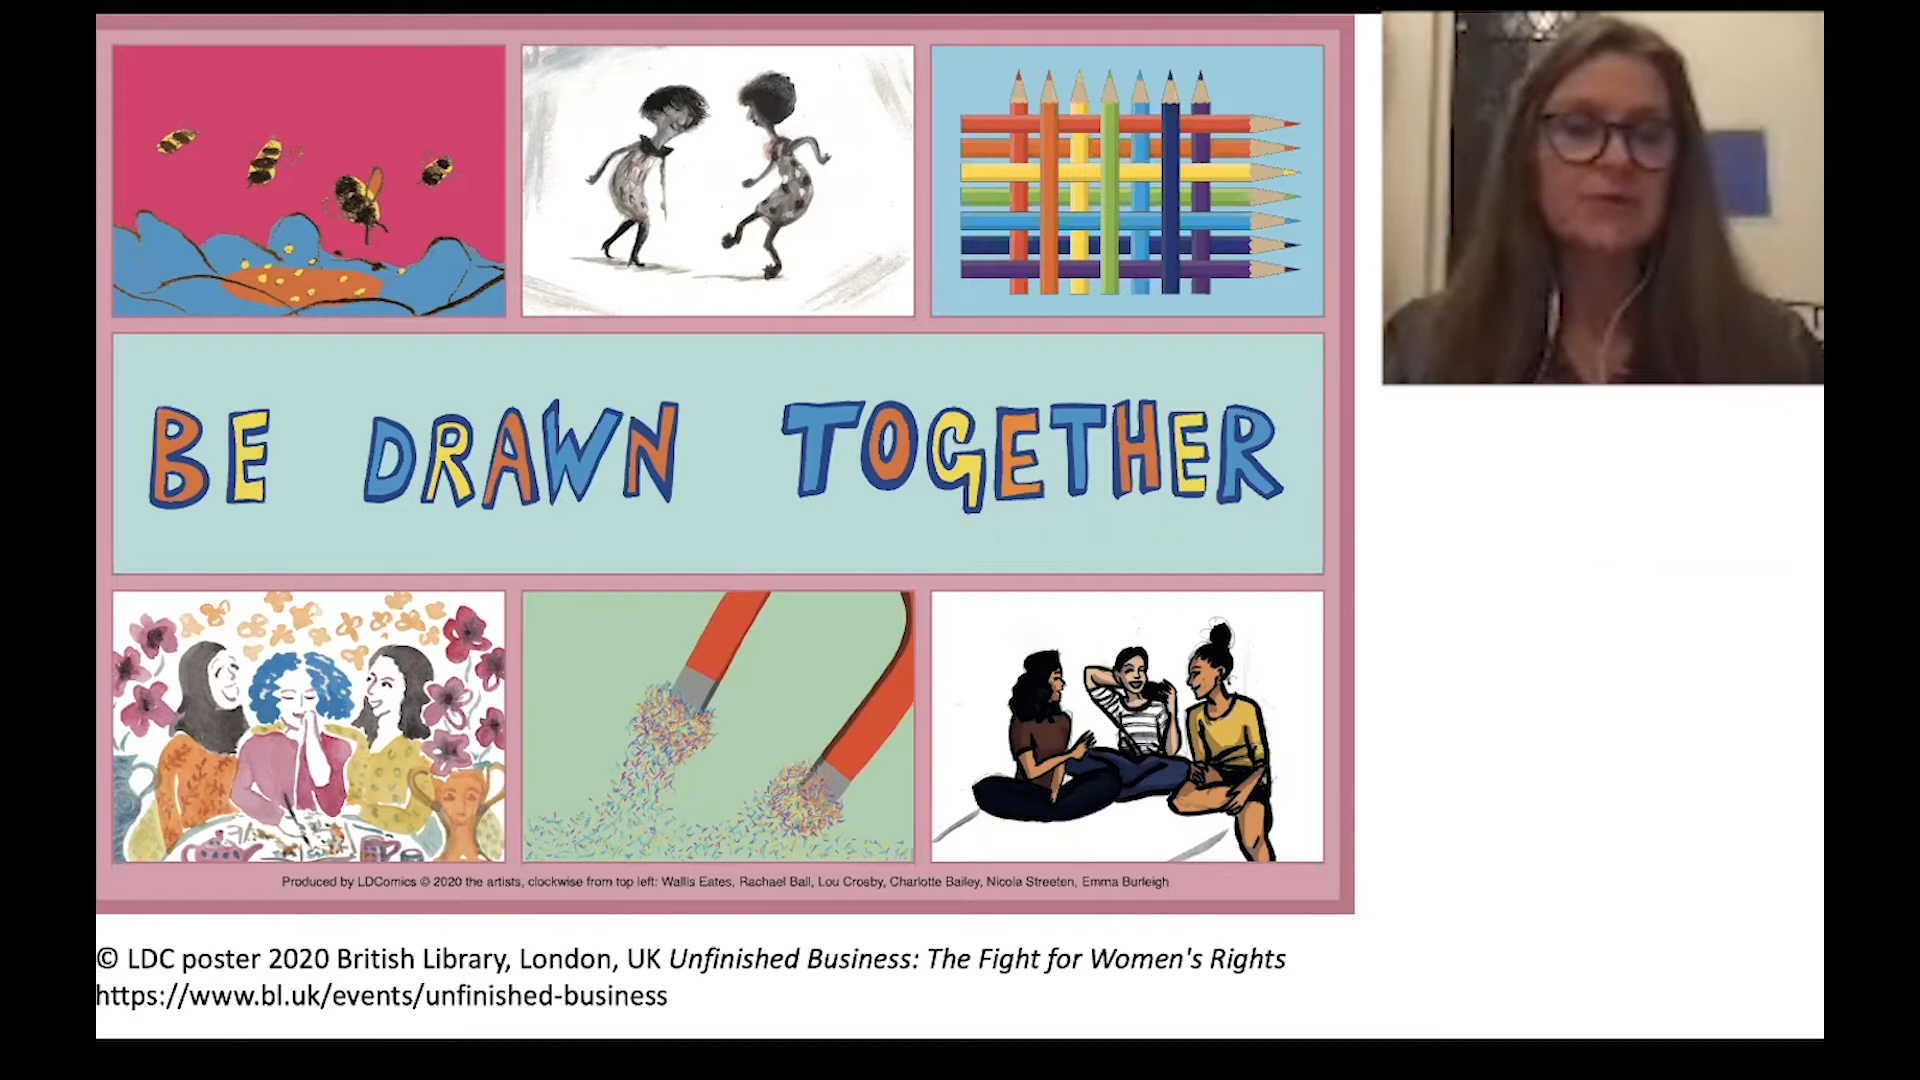 BE DRAWN TOGETHER
Produced by LDComics © 2020 the artists, clockwise from top left: Wallis Eates, Rachael Ball, Lou Crosby, Charlotte Bailey, Nicola Streeten, Emma Burleigh
© LDC poster 2020 British Library, London, UK Unfinished Business: The Fight for Women's Rights
https://www.bl.uk/events/unfinished-business